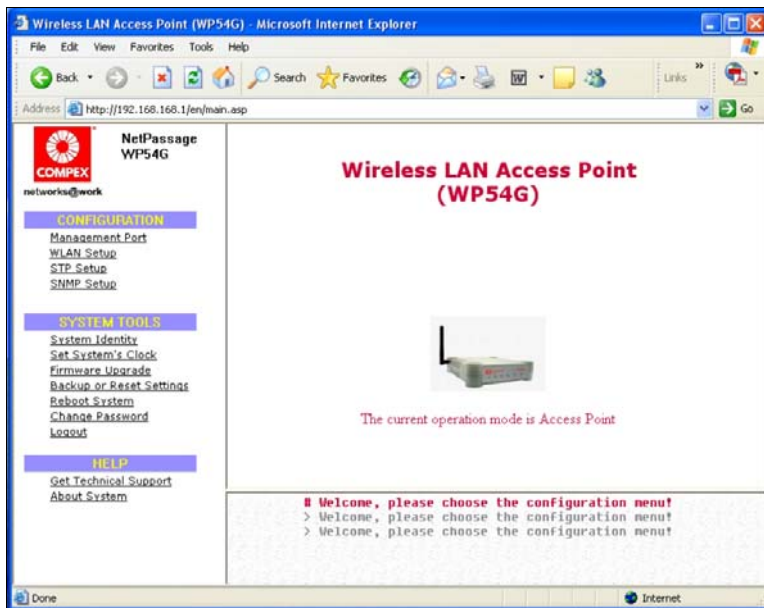 Wireless LAN Access Point (WP54G) - Microsoft Internet Explorer
File Edit View Favorites Tools Help
Back Search Favorites Links »
Address http://192.168.168.1/en/main.asp Go
COMPEX
networks@work
NetPassage
WP54G
CONFIGURATION
Management Port
WLAN Setup
STP Setup
SNMP Setup
SYSTEM TOOLS
System Identity
Set System's Clock
Firmware Upgrade
Backup or Reset Settings
Reboot System
Change Password
Logout
HELP
Get Technical Support
About System
Wireless LAN Access Point
(WP54G)
The current operation mode is Access Point
# Welcome, please choose the configuration menu!
> Welcome, please choose the configuration menu!
> Welcome, please choose the configuration menu!
Done Internet